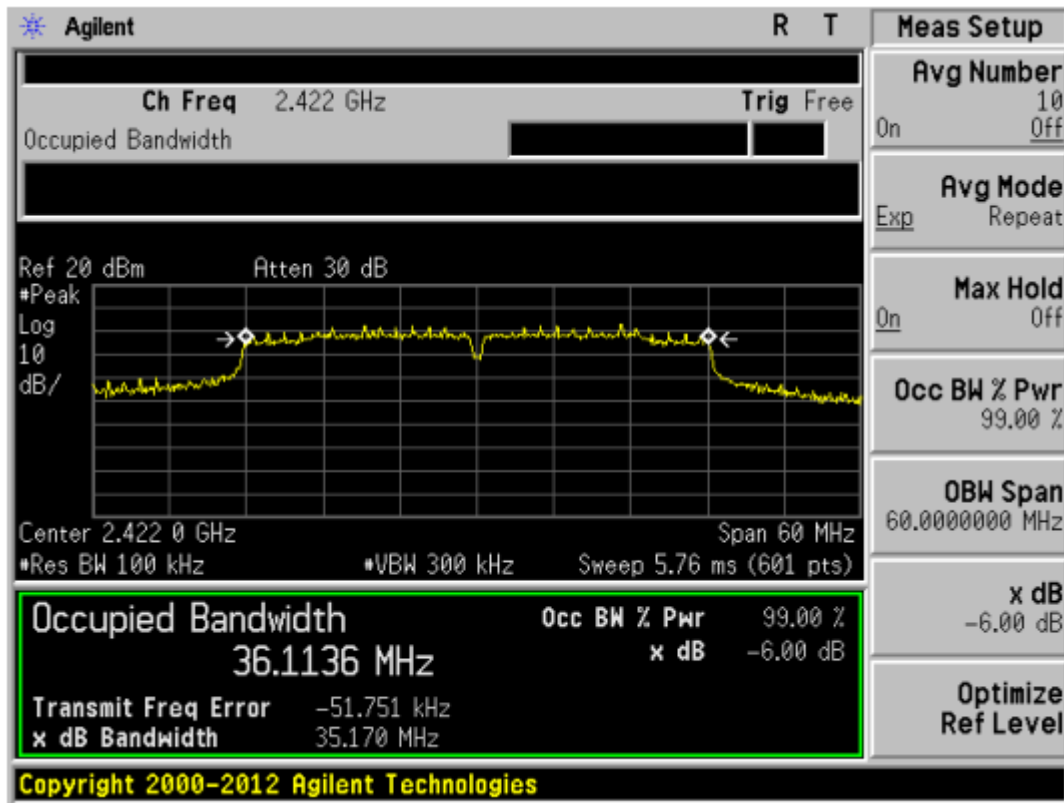 Agilent R T
Ch Freq 2.422 GHz Trig Free
Occupied Bandwidth
Ref 20 dBm Atten 30 dB
#Peak
Log
10
dB/
Center 2.422 0 GHz Span 60 MHz
#Res BW 100 kHz #VBW 300 kHz Sweep 5.76 ms (601 pts)
Occupied Bandwidth Occ BW % Pwr 99.00 %
36.1136 MHz x dB -6.00 dB
Transmit Freq Error -51.751 kHz
x dB Bandwidth 35.170 MHz
Copyright 2000-2012 Agilent Technologies
Meas Setup
Avg Number
10
On Off
Avg Mode
Exp Repeat
Max Hold
On Off
Occ BW % Pwr
99.00 %
OBW Span
60.0000000 MHz
x dB
-6.00 dB
Optimize
Ref Level